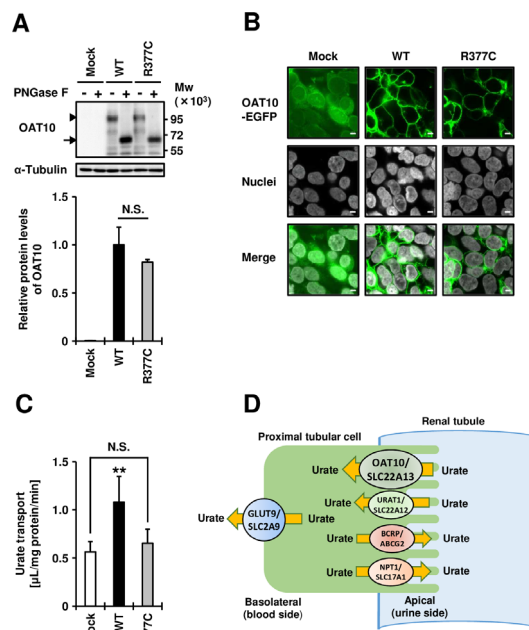 A
Mock
WT
R377C
PNGase F
- + - + - +
Mw
(×10³)
OAT10
95
72
55
α-Tubulin
Relative protein levels
of OAT10
1.5
1.0
0.5
0
N.S.
Mock
WT
R377C
B
Mock WT R377C
OAT10
-EGFP
Nuclei
Merge
C
Urate transport
[μL/mg protein/min]
1.5
1.0
0.5
0
N.S.
**
Mock
WT
R377C
D
Renal tubule
Proximal tubular cell
Urate OAT10/ SLC22A13 Urate
Urate URAT1/ SLC22A12 Urate
Urate GLUT9/ SLC2A9 Urate
Urate BCRP/ ABCG2 Urate
Urate NPT1/ SLC17A1 Urate
Basolateral
(blood side)
Apical
(urine side)